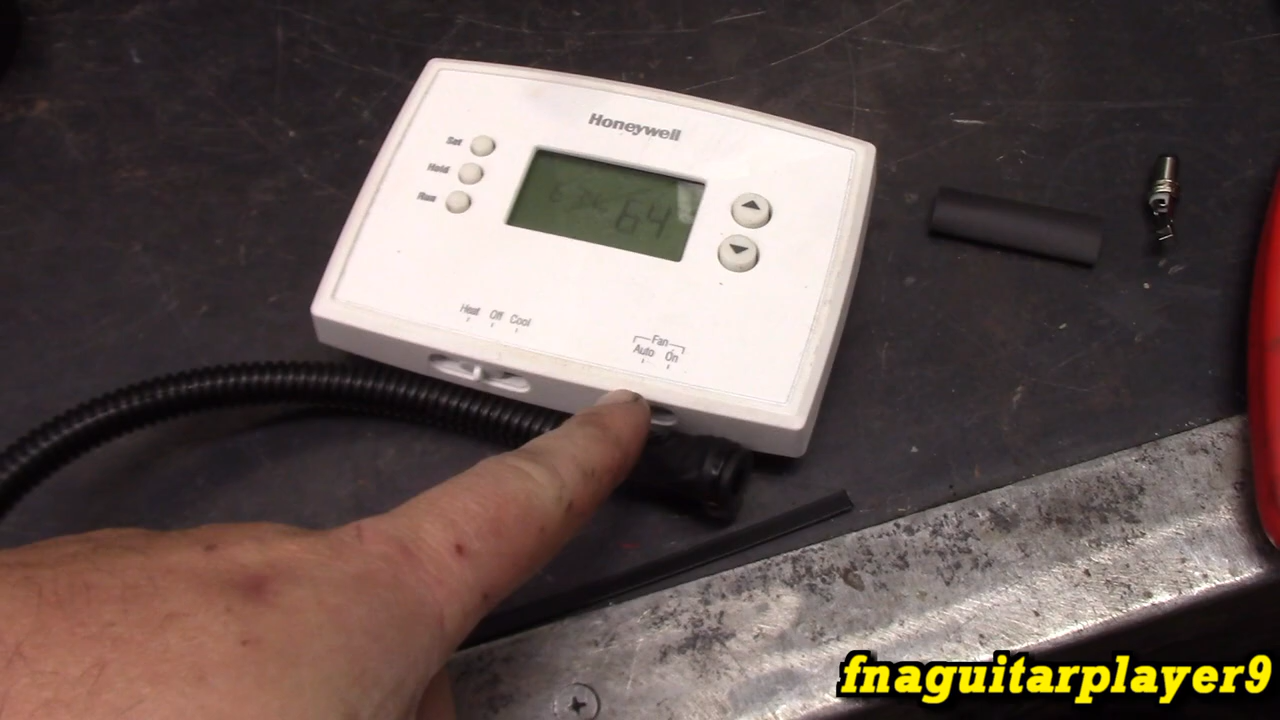 Honeywell
Set
Hold
Run
64
Heat Off Cool
Fan
Auto On
fnaguitarplayer9